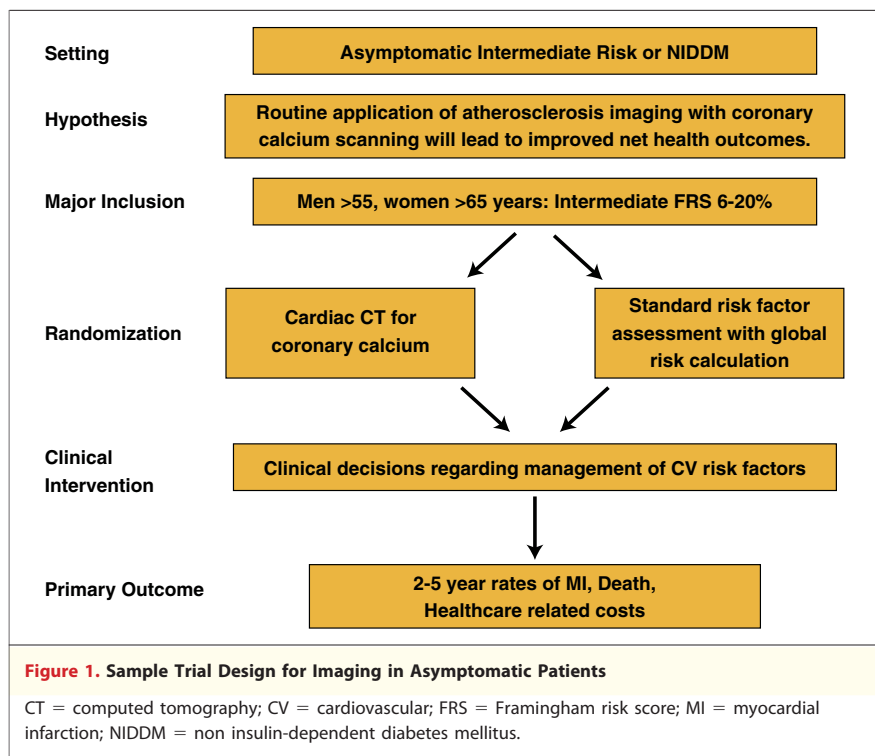 Setting
Asymptomatic Intermediate Risk or NIDDM
Hypothesis
Routine application of atherosclerosis imaging with coronary
calcium scanning will lead to improved net health outcomes.
Major Inclusion
Men >55, women >65 years: Intermediate FRS 6-20%
Randomization
Cardiac CT for
coronary calcium
Standard risk factor
assessment with global
risk calculation
Clinical
Intervention
Clinical decisions regarding management of CV risk factors
Primary Outcome
2-5 year rates of MI, Death,
Healthcare related costs
Figure 1. Sample Trial Design for Imaging in Asymptomatic Patients
CT = computed tomography; CV = cardiovascular; FRS = Framingham risk score; MI = myocardial
infarction; NIDDM = non insulin-dependent diabetes mellitus.